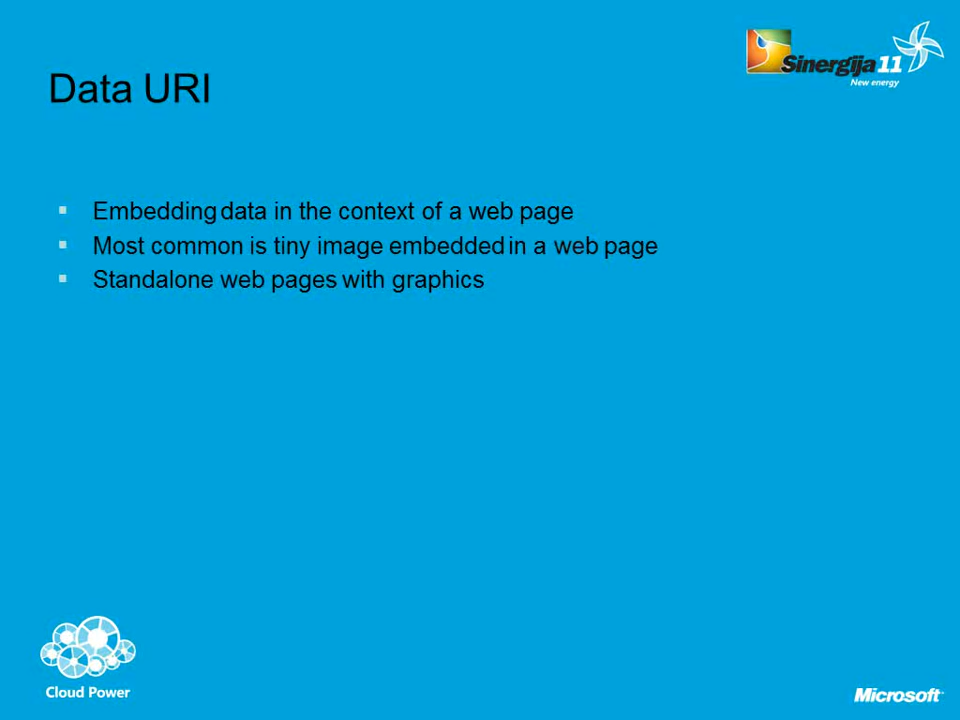 Sinergija 11
New energy
Data URI
Embedding data in the context of a web page
Most common is tiny image embedded in a web page
Standalone web pages with graphics
Cloud Power
Microsoft